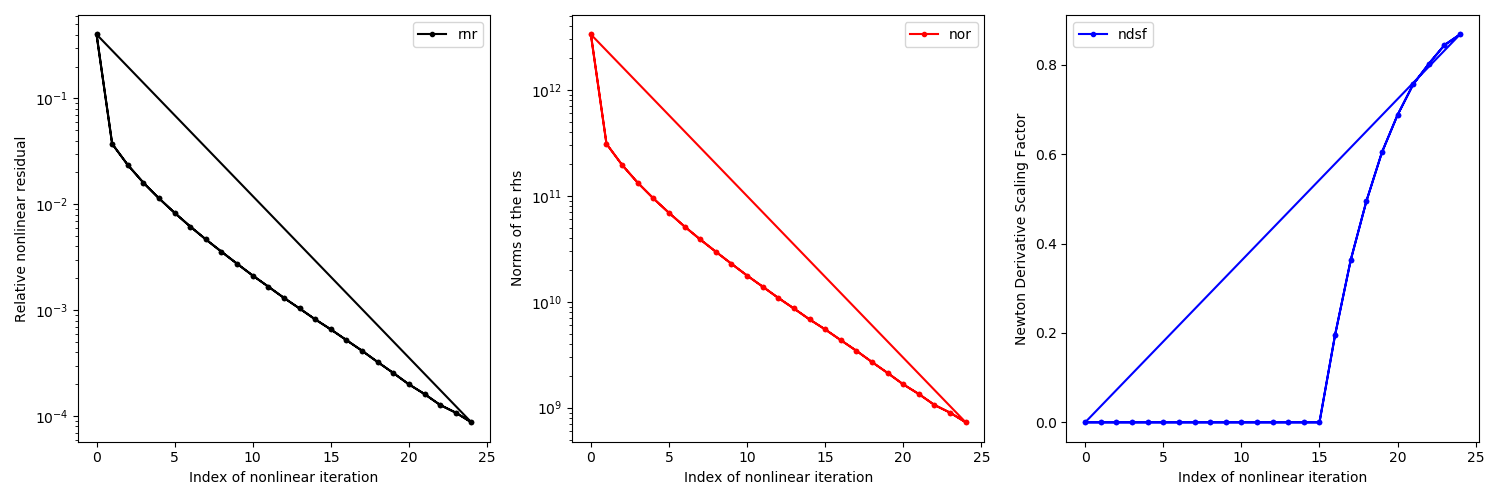 Relative nonlinear residual
10⁻¹
10⁻²
10⁻³
10⁻⁴
rnr
0 5 10 15 20 25
Index of nonlinear iteration
Norms of the rhs
10¹²
10¹¹
10¹⁰
10⁹
nor
0 5 10 15 20 25
Index of nonlinear iteration
Newton Derivative Scaling Factor
0.8
0.6
0.4
0.2
0.0
ndsf
0 5 10 15 20 25
Index of nonlinear iteration